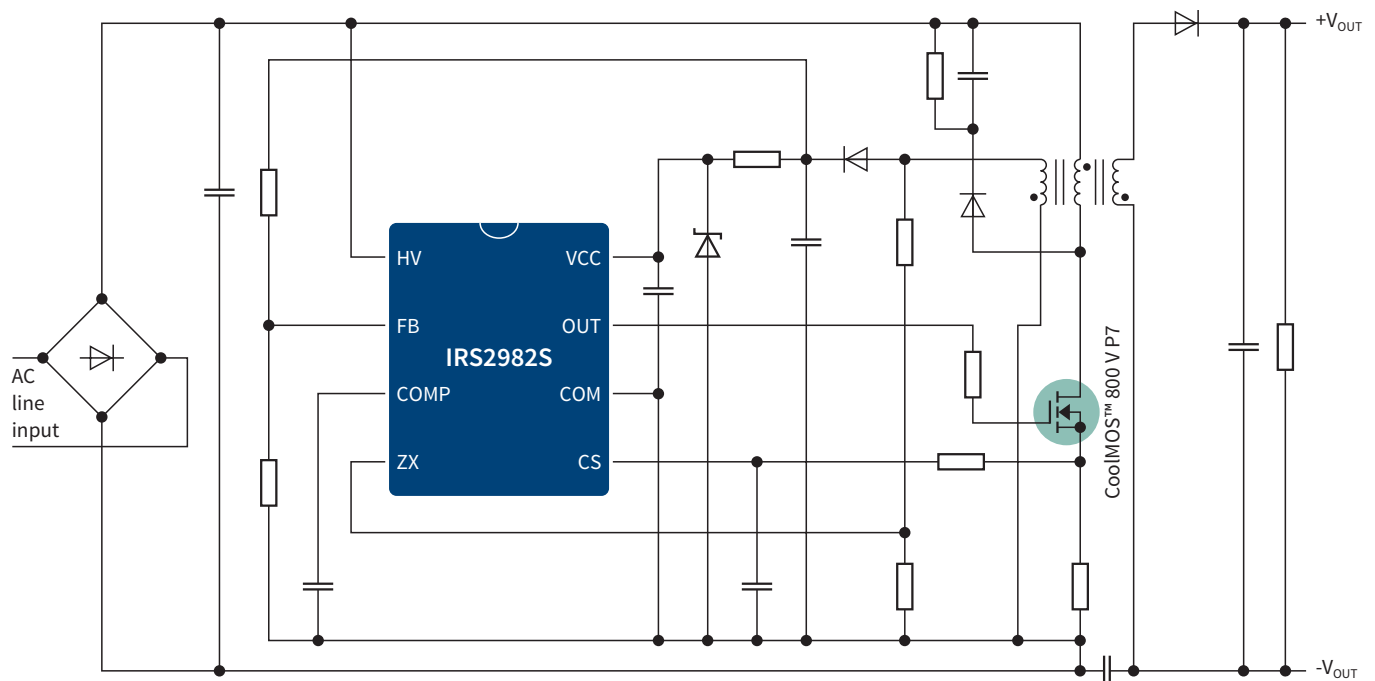 +VOUT
HV
VCC
FB
OUT
IRS2982S
AC
line
input
COMP
COM
CoolMOS™ 800 V P7
ZX
CS
-VOUT